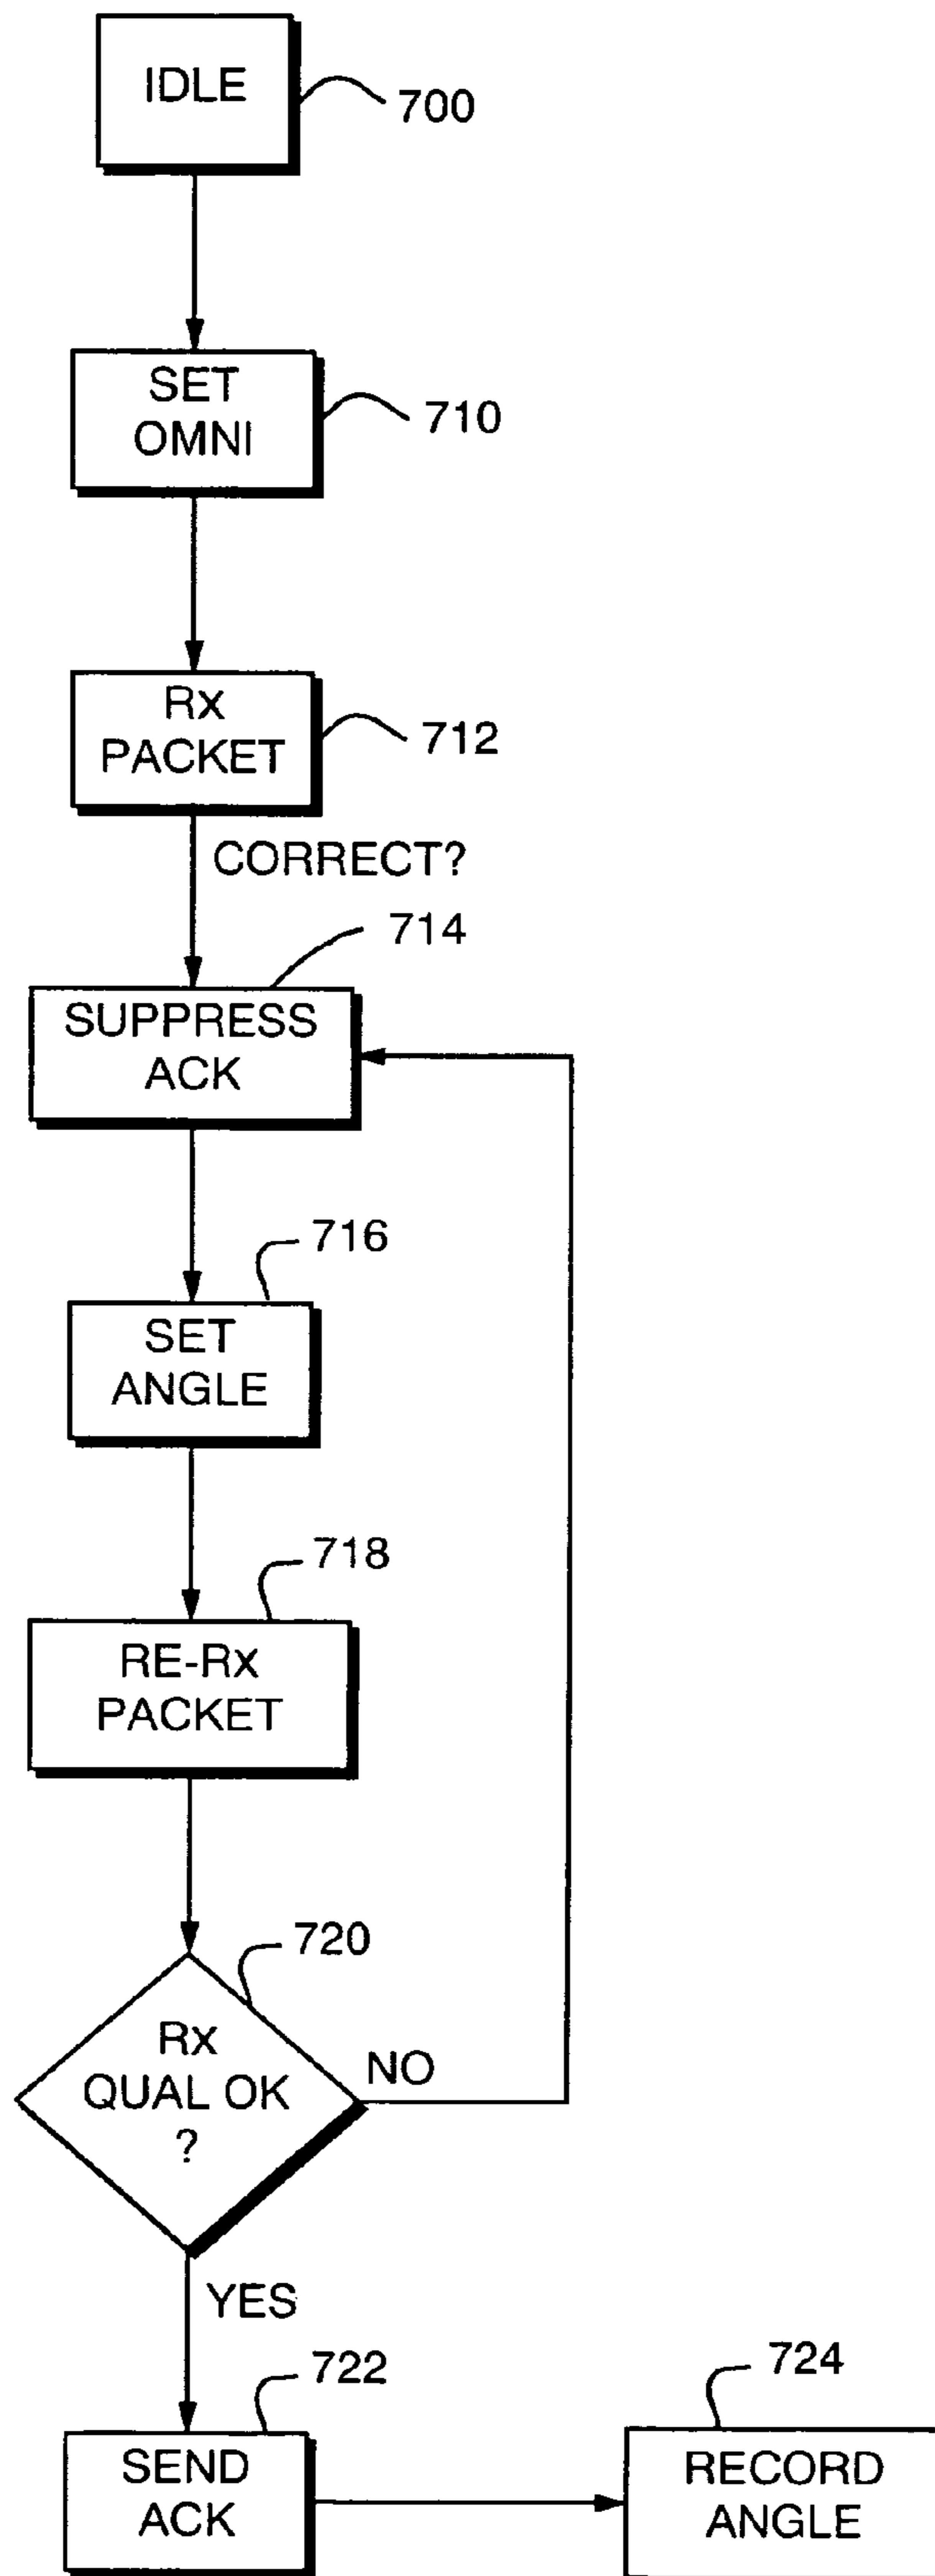 IDLE
700
SET
OMNI
710
Rx
PACKET
712
CORRECT?
714
SUPPRESS
ACK
716
SET
ANGLE
718
RE-Rx
PACKET
720
Rx
QUAL OK
?
NO
YES
722
SEND
ACK
724
RECORD
ANGLE